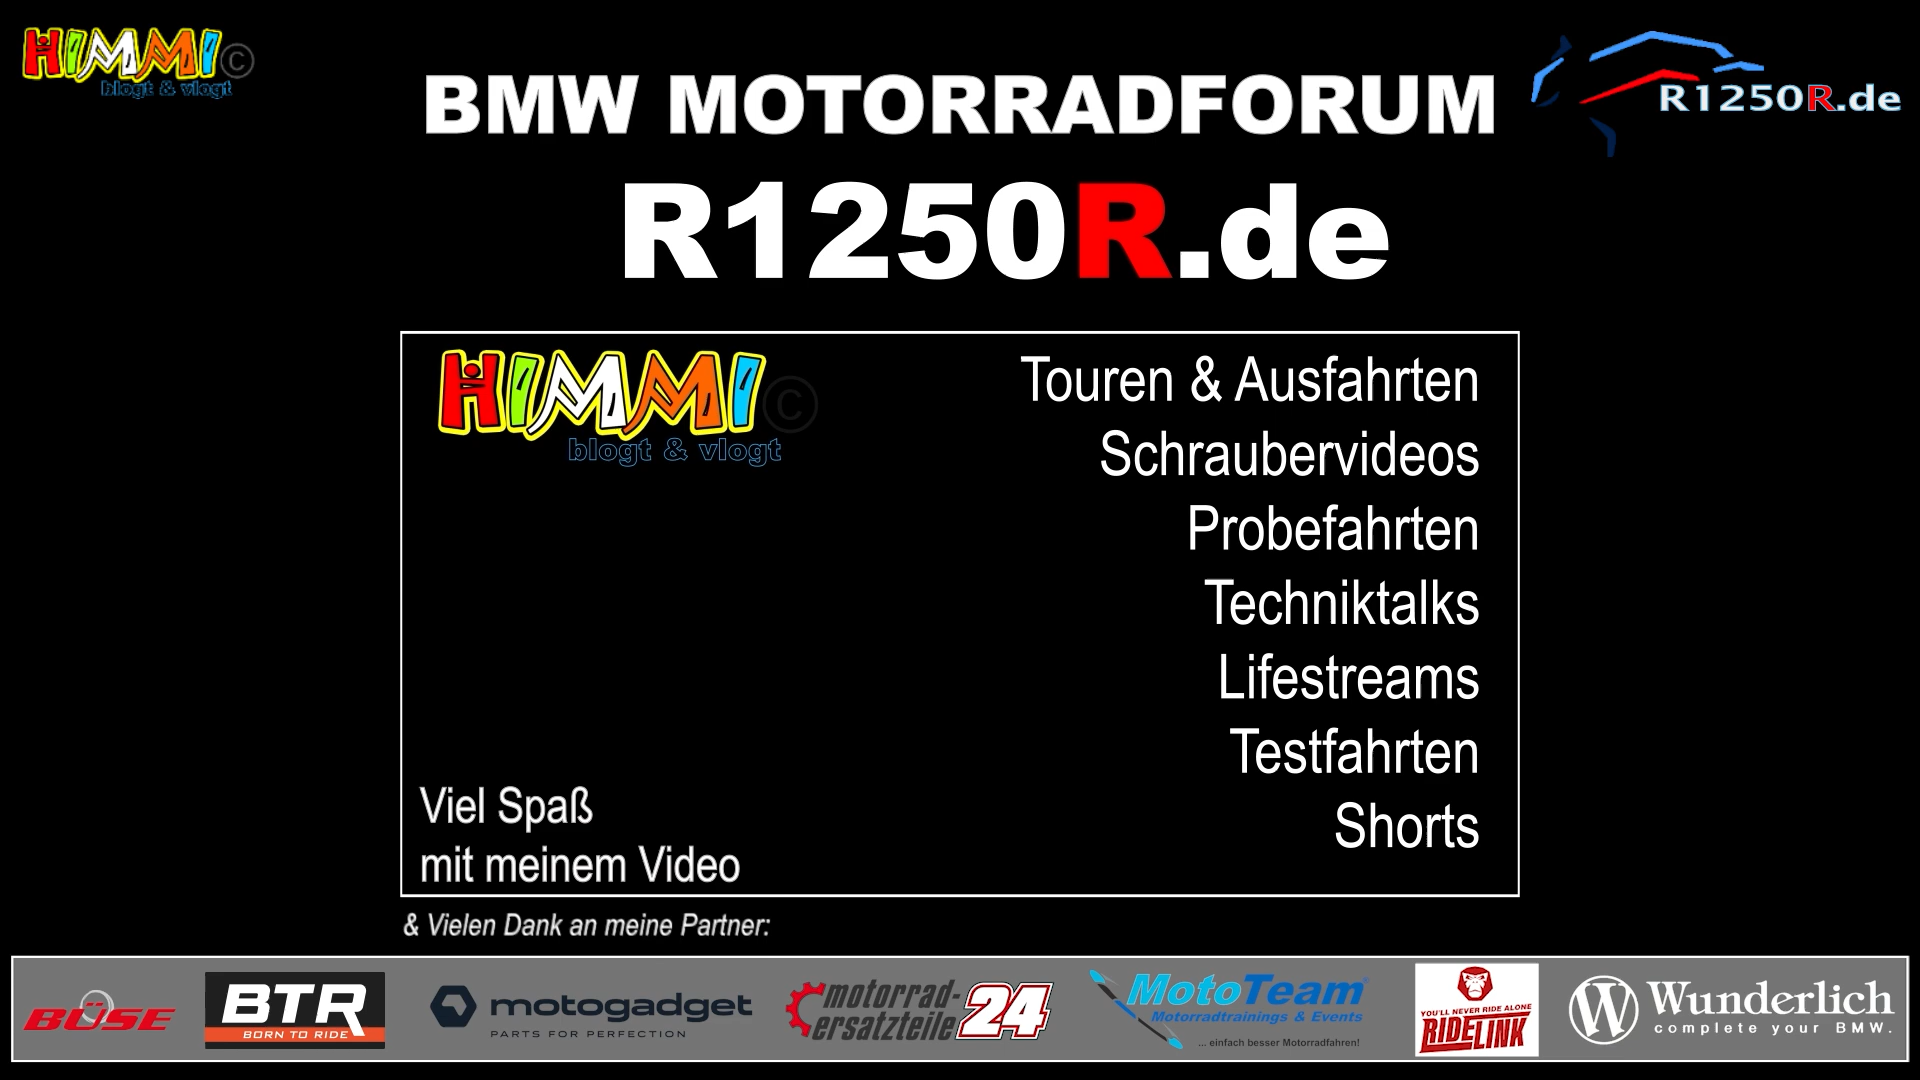 HIMMI©
blogt & vlogt
R1250R.de
BMW MOTORRADFORUM
R1250R.de
HIMMI©
blogt & vlogt
Touren & Ausfahrten
Schraubervideos
Probefahrten
Techniktalks
Lifestreams
Testfahrten
Shorts
Viel Spaß
mit meinem Video
& Vielen Dank an meine Partner:
BÜSE
BTR
BORN TO RIDE
motogadget
PARTS FOR PERFECTION
motorrad-
ersatzteile24
MotoTeam®
Motorradtrainings & Events
... einfach besser Motorradfahren!
YOU'LL NEVER RIDE ALONE
RIDELINK
W Wunderlich
complete your BMW.